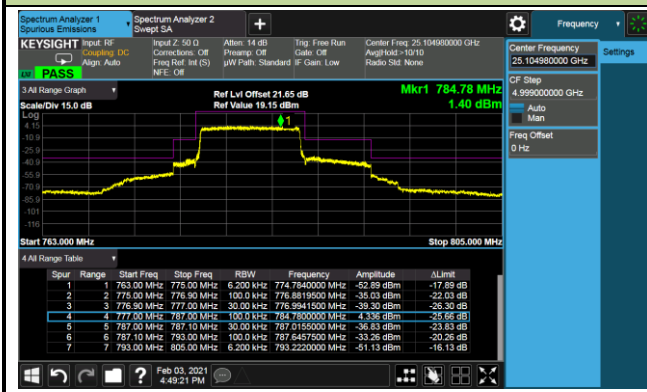 Spectrum Analyzer 1
Spurious Emissions
Spectrum Analyzer 2
Swept SA
+
Frequency
KEYSIGHT
Input: RF
Coupling: DC
Align: Auto
Input Z: 50 Ω
Corrections: Off
Freq Ref: Int (S)
NFE: Off
Atten: 14 dB
Preamp: Off
µW Path: Standard
Trig: Free Run
Gate: Off
IF Gain: Low
Center Freq: 25.104980000 GHz
Avg|Hold:>10/10
Radio Std: None
PASS
Center Frequency
25.104980000 GHz
Settings
CF Step
4.999000000 GHz
Auto
Man
Freq Offset
0 Hz
3 All Range Graph
Scale/Div 15.0 dB
Ref Lvl Offset 21.65 dB
Ref Value 19.15 dBm
Mkr1 784.78 MHz
1.40 dBm
Log
1
4.15
-10.9
-25.9
-40.9
-55.9
-70.9
-85.9
-101
-116
Start 763.000 MHz
Stop 805.000 MHz
4 All Range Table
Spur Range Start Freq Stop Freq RBW Frequency Amplitude ΔLimit
1 1 763.00 MHz 775.00 MHz 6.200 kHz 774.7840000 MHz -52.89 dBm -17.89 dB
2 2 775.00 MHz 776.90 MHz 100.0 kHz 776.8819500 MHz -35.03 dBm -22.03 dB
3 3 776.90 MHz 777.00 MHz 30.00 kHz 776.9941500 MHz -39.30 dBm -26.30 dB
4 4 777.00 MHz 787.00 MHz 100.0 kHz 784.7800000 MHz 4.336 dBm -25.66 dB
5 5 787.00 MHz 787.10 MHz 30.00 kHz 787.0155000 MHz -36.83 dBm -23.83 dB
6 6 787.10 MHz 793.00 MHz 100.0 kHz 787.6457500 MHz -33.26 dBm -20.26 dB
7 7 793.00 MHz 805.00 MHz 6.200 kHz 793.2220000 MHz -51.13 dBm -16.13 dB
?
Feb 03, 2021
4:49:21 PM